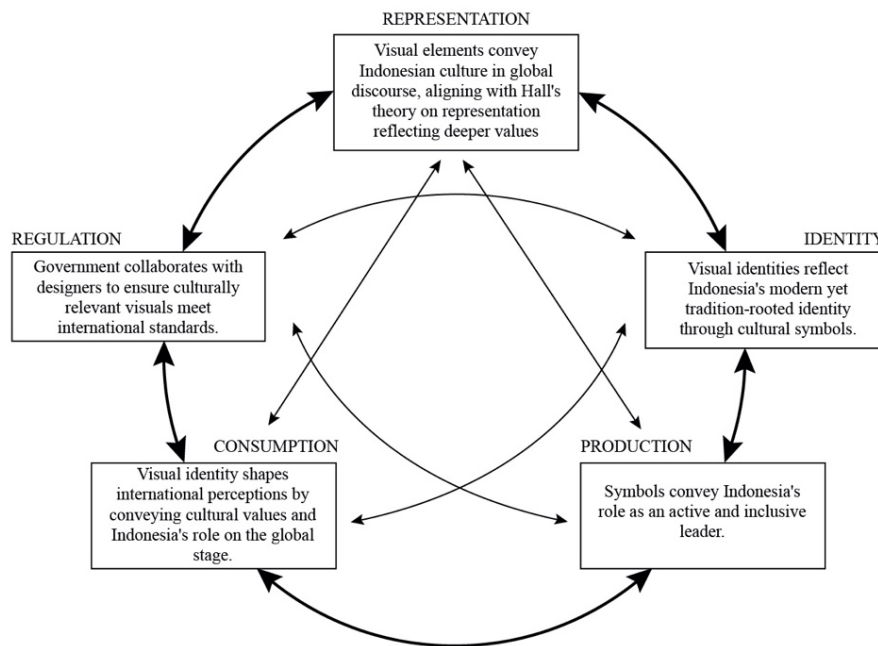 REPRESENTATION
Visual elements convey
Indonesian culture in global
discourse, aligning with Hall's
theory on representation
reflecting deeper values
REGULATION
Government collaborates with
designers to ensure culturally
relevant visuals meet
international standards.
IDENTITY
Visual identities reflect
Indonesia's modern yet
tradition-rooted identity
through cultural symbols.
CONSUMPTION
Visual identity shapes
international perceptions by
conveying cultural values and
Indonesia's role on the global
stage.
PRODUCTION
Symbols convey Indonesia's
role as an active and inclusive
leader.